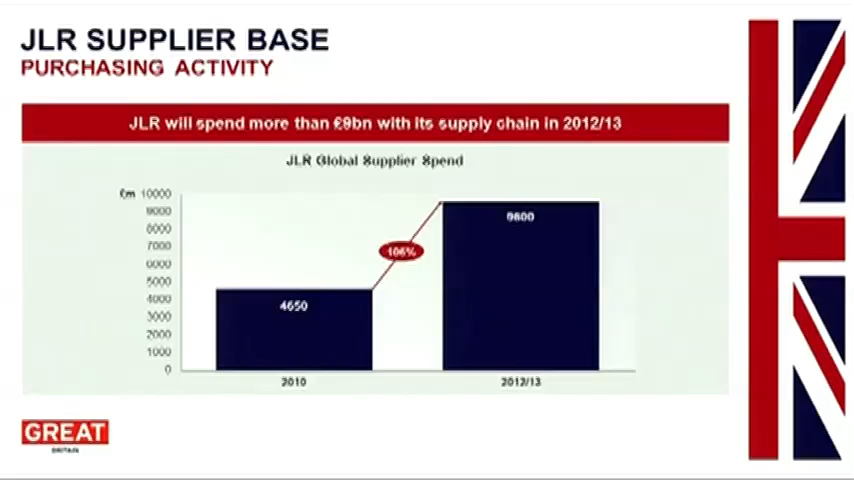 JLR SUPPLIER BASE
PURCHASING ACTIVITY
JLR will spend more than £9bn with its supply chain in 2012/13
JLR Global Supplier Spend
£m 10000
9000
8000
7000
6000
5000
4000
3000
2000
1000
0
4650
106%
9600
2010
2012/13
GREAT
BRITAIN